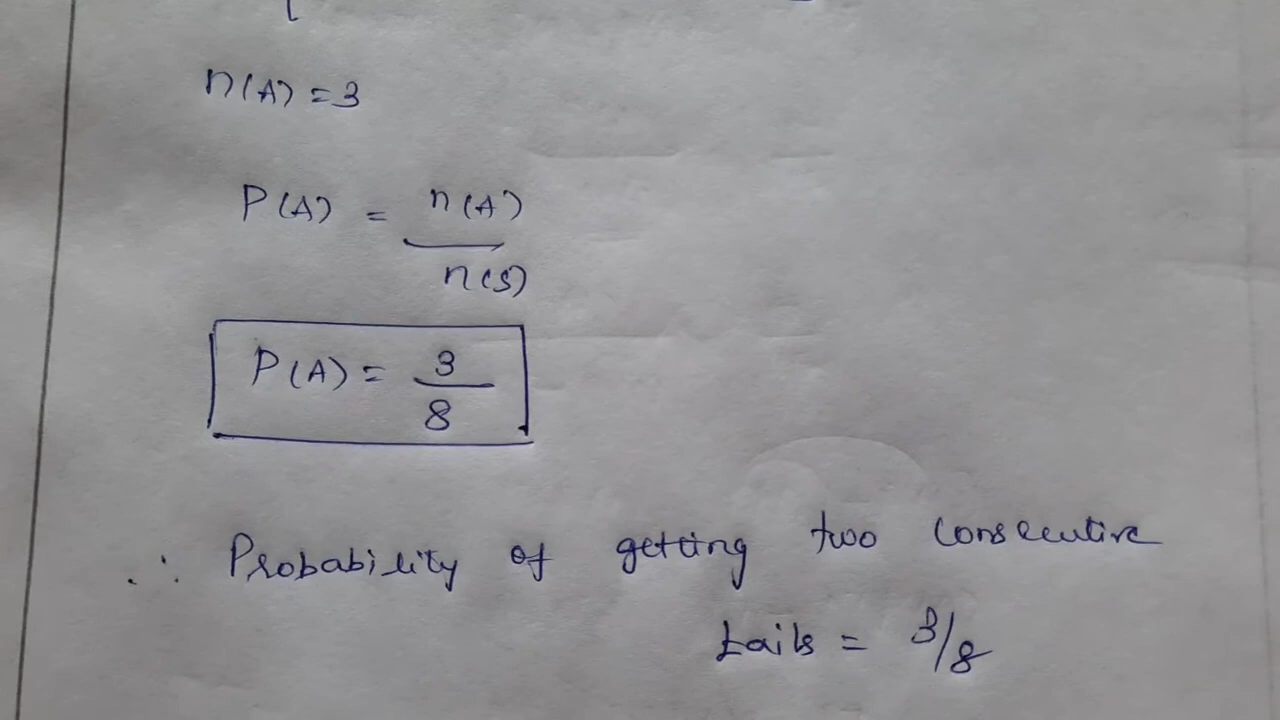 n(A) = 3
P(A) = n(A)
n(S)
P(A) = 3
8
∴ Probability of getting two consecutive
tails = 3/8